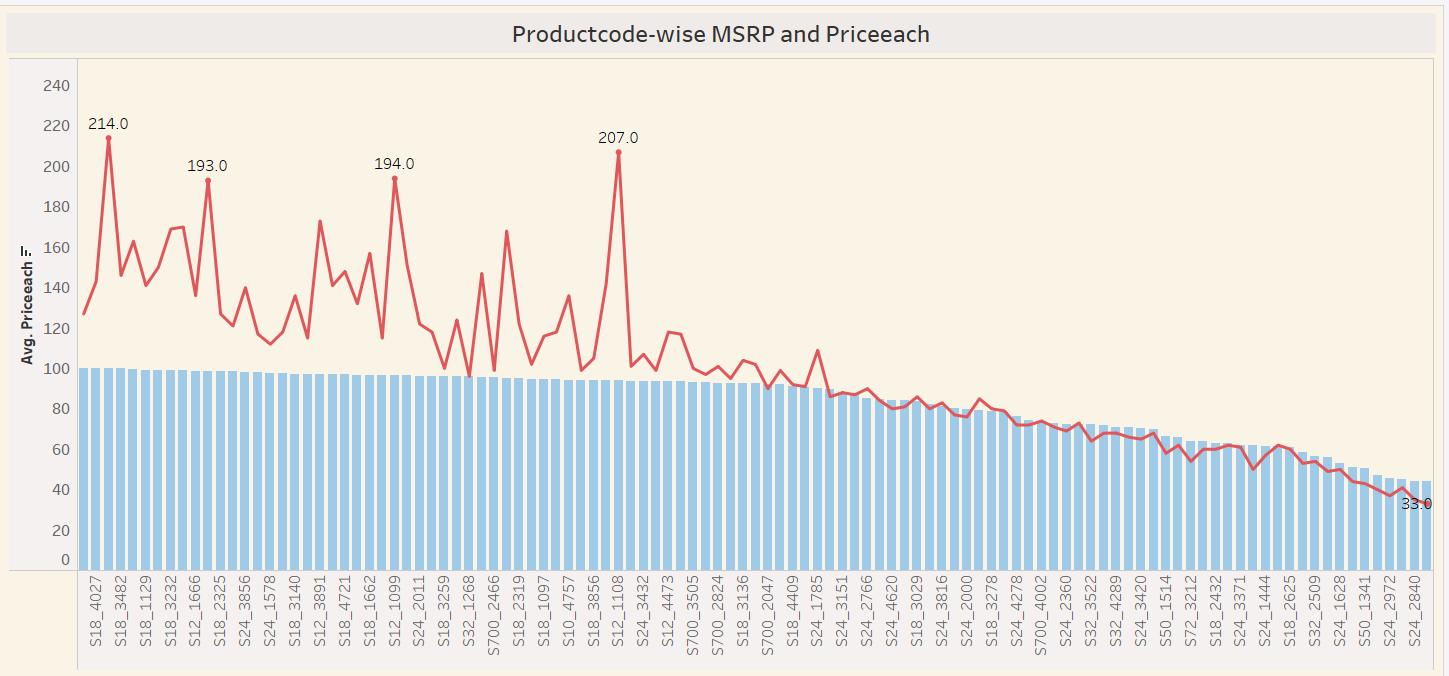 Productcode-wise MSRP and Priceeach
240
220
200
180
160
140
120
100
80
60
40
20
0
Avg. Priceeach
214.0
193.0
194.0
207.0
33.0
S18_4027
S18_3482
S18_1129
S18_3232
S12_1666
S18_2325
S24_3856
S24_1578
S18_3140
S12_3891
S18_4721
S18_1662
S12_1099
S24_2011
S18_3259
S32_1268
S700_2466
S18_2319
S18_1097
S10_4757
S18_3856
S12_1108
S24_3432
S12_4473
S700_3505
S700_2824
S18_3136
S700_2047
S18_4409
S24_1785
S24_3151
S24_2766
S24_4620
S18_3029
S24_3816
S24_2000
S18_3278
S24_4278
S700_4002
S24_2360
S32_3522
S32_4289
S24_3420
S50_1514
S72_3212
S18_2432
S24_3371
S24_1444
S18_2625
S32_2509
S24_1628
S50_1341
S24_2972
S24_2840